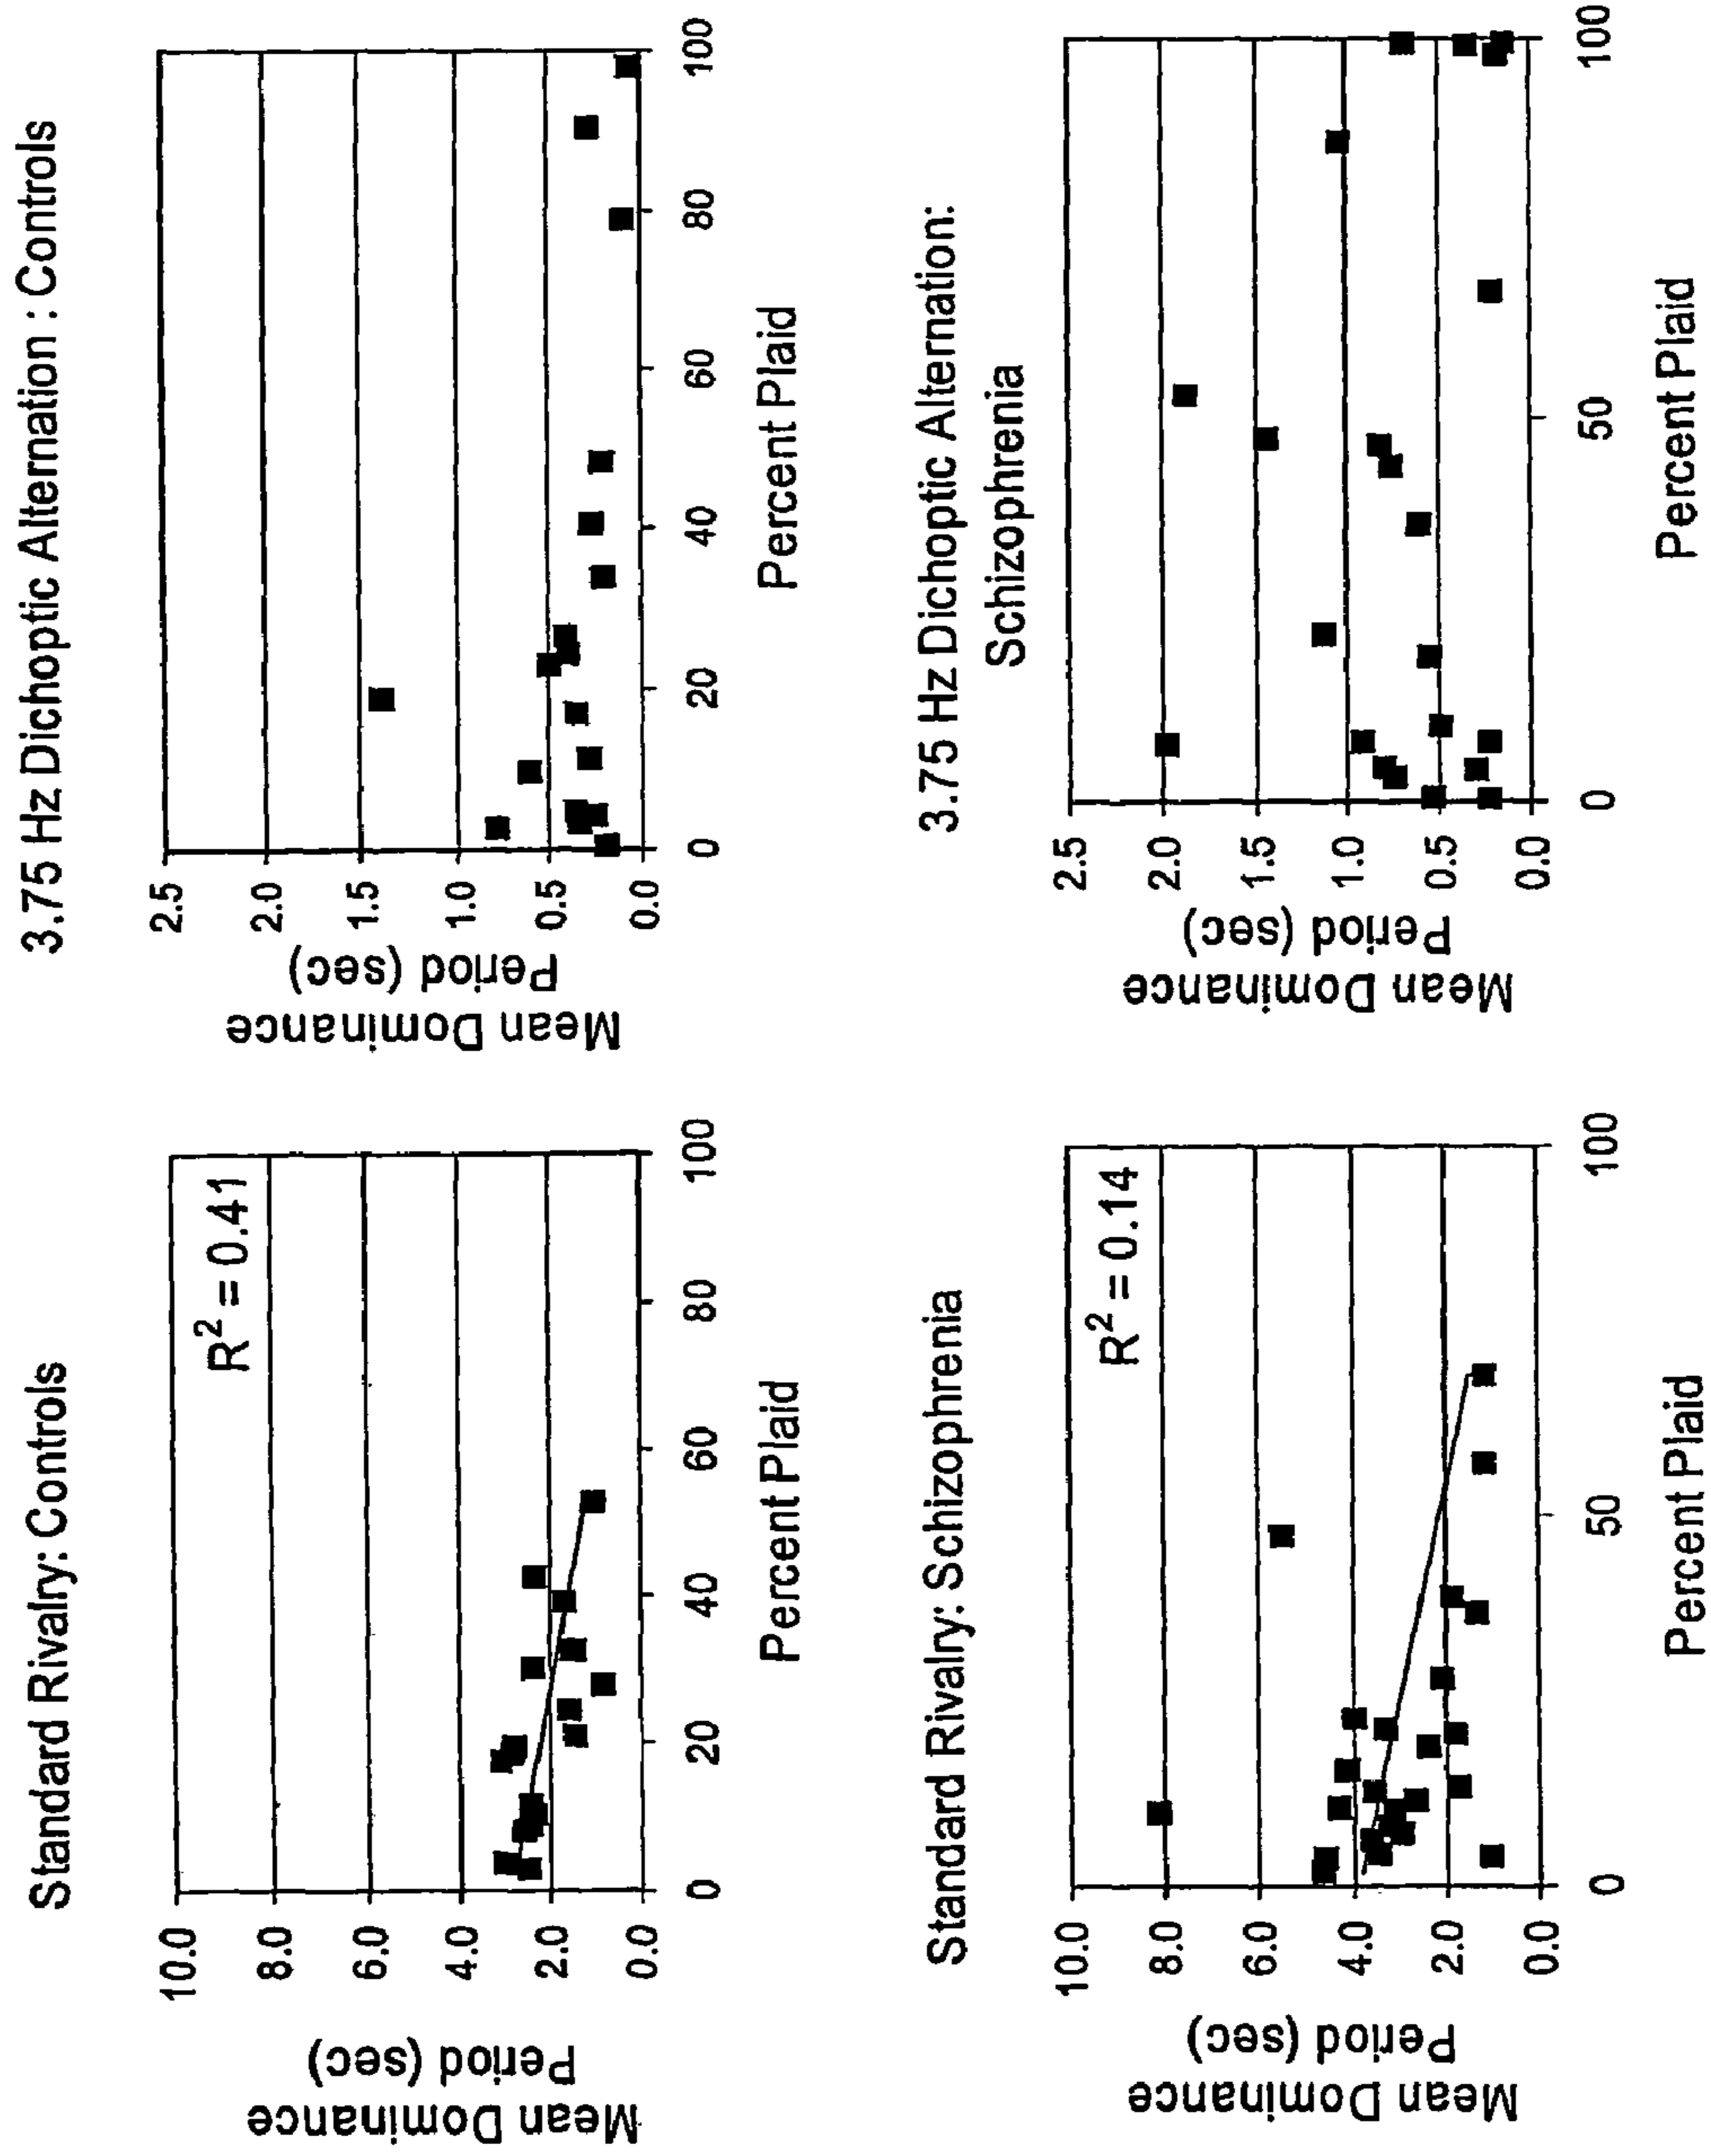 Standard Rivalry: Controls
R² = 0.41
10.0
8.0
6.0
4.0
2.0
0.0
Mean Dominance
Period (sec)
0 20 40 60 80 100
Percent Plaid
3.75 Hz Dichoptic Alternation : Controls
2.5
2.0
1.5
1.0
0.5
0.0
Mean Dominance
Period (sec)
0 20 40 60 80 100
Percent Plaid
Standard Rivalry: Schizophrenia
R² = 0.14
10.0
8.0
6.0
4.0
2.0
0.0
Mean Dominance
Period (sec)
0 50 100
Percent Plaid
3.75 Hz Dichoptic Alternation:
Schizophrenia
2.5
2.0
1.5
1.0
0.5
0.0
Mean Dominance
Period (sec)
0 50 100
Percent Plaid